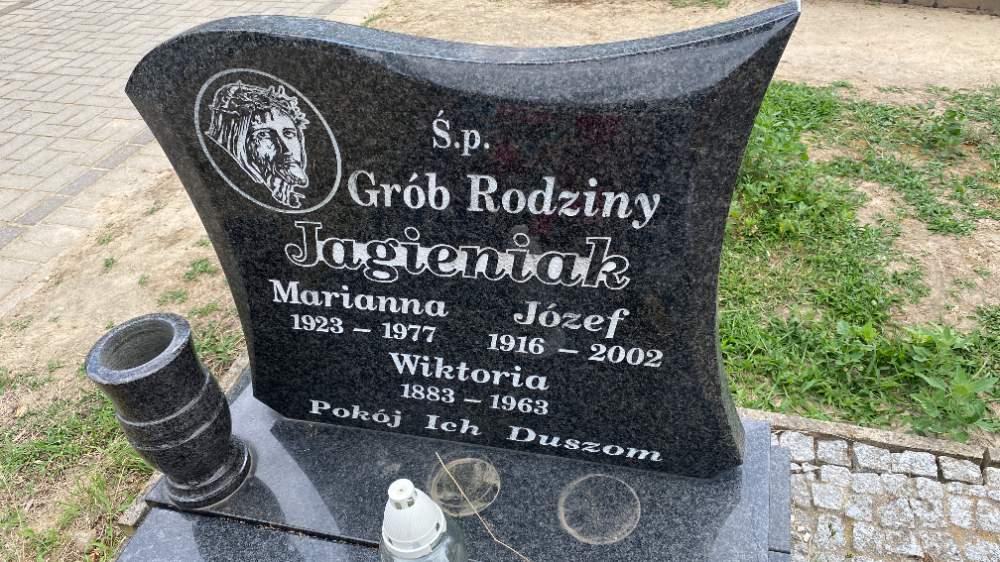 Ś.p.
Grób Rodziny
Jagieniak
Marianna Józef
1923 – 1977 1916 – 2002
Wiktoria
1883 – 1963
Pokój Ich Duszom